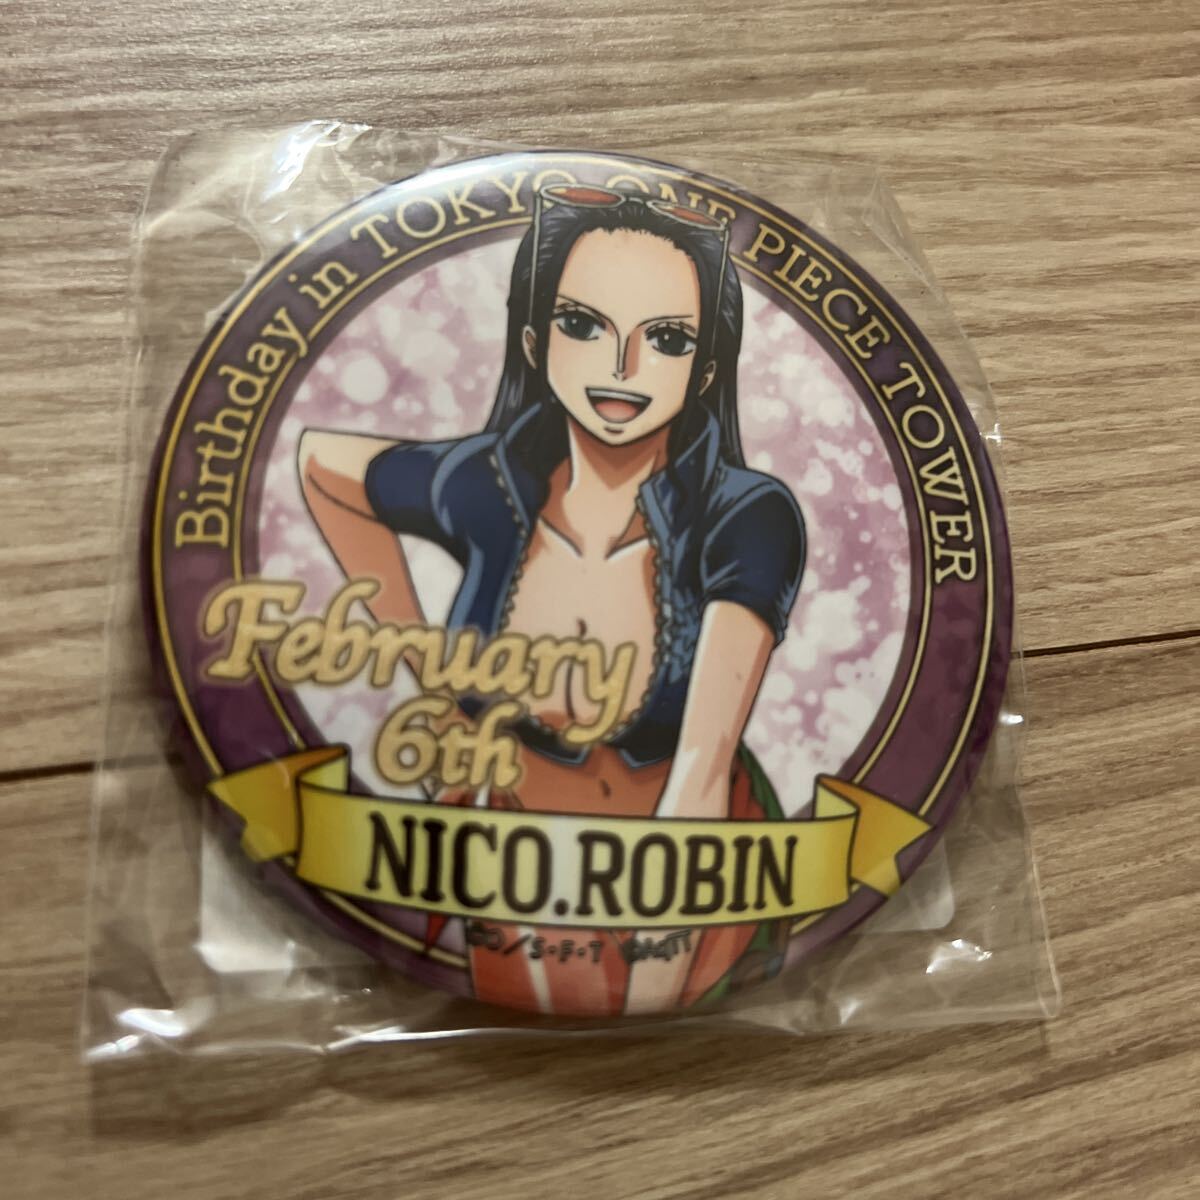 Birthday in TOKYO ONE PIECE TOWER
February
6th
NICO.ROBIN
S・F・T